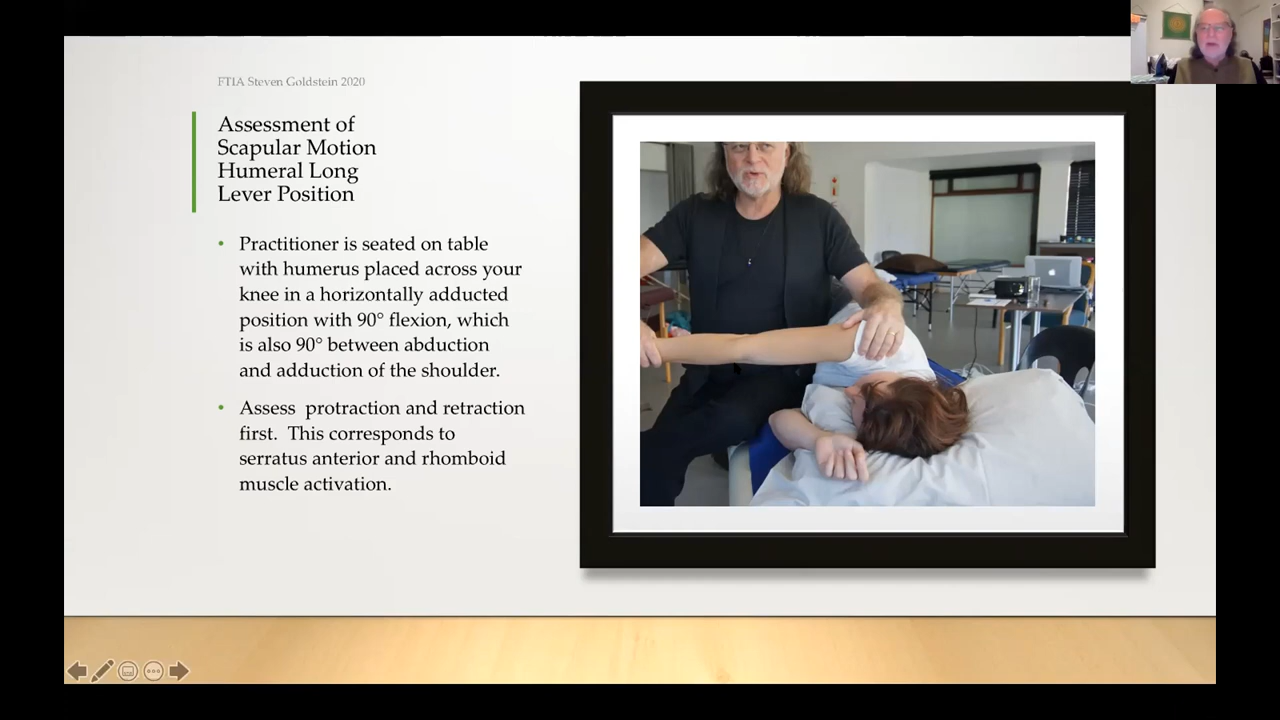 FTIA Steven Goldstein 2020
Assessment of
Scapular Motion
Humeral Long
Lever Position
• Practitioner is seated on table
with humerus placed across your
knee in a horizontally adducted
position with 90° flexion, which
is also 90° between abduction
and adduction of the shoulder.
• Assess  protraction and retraction
first.  This corresponds to
serratus anterior and rhomboid
muscle activation.